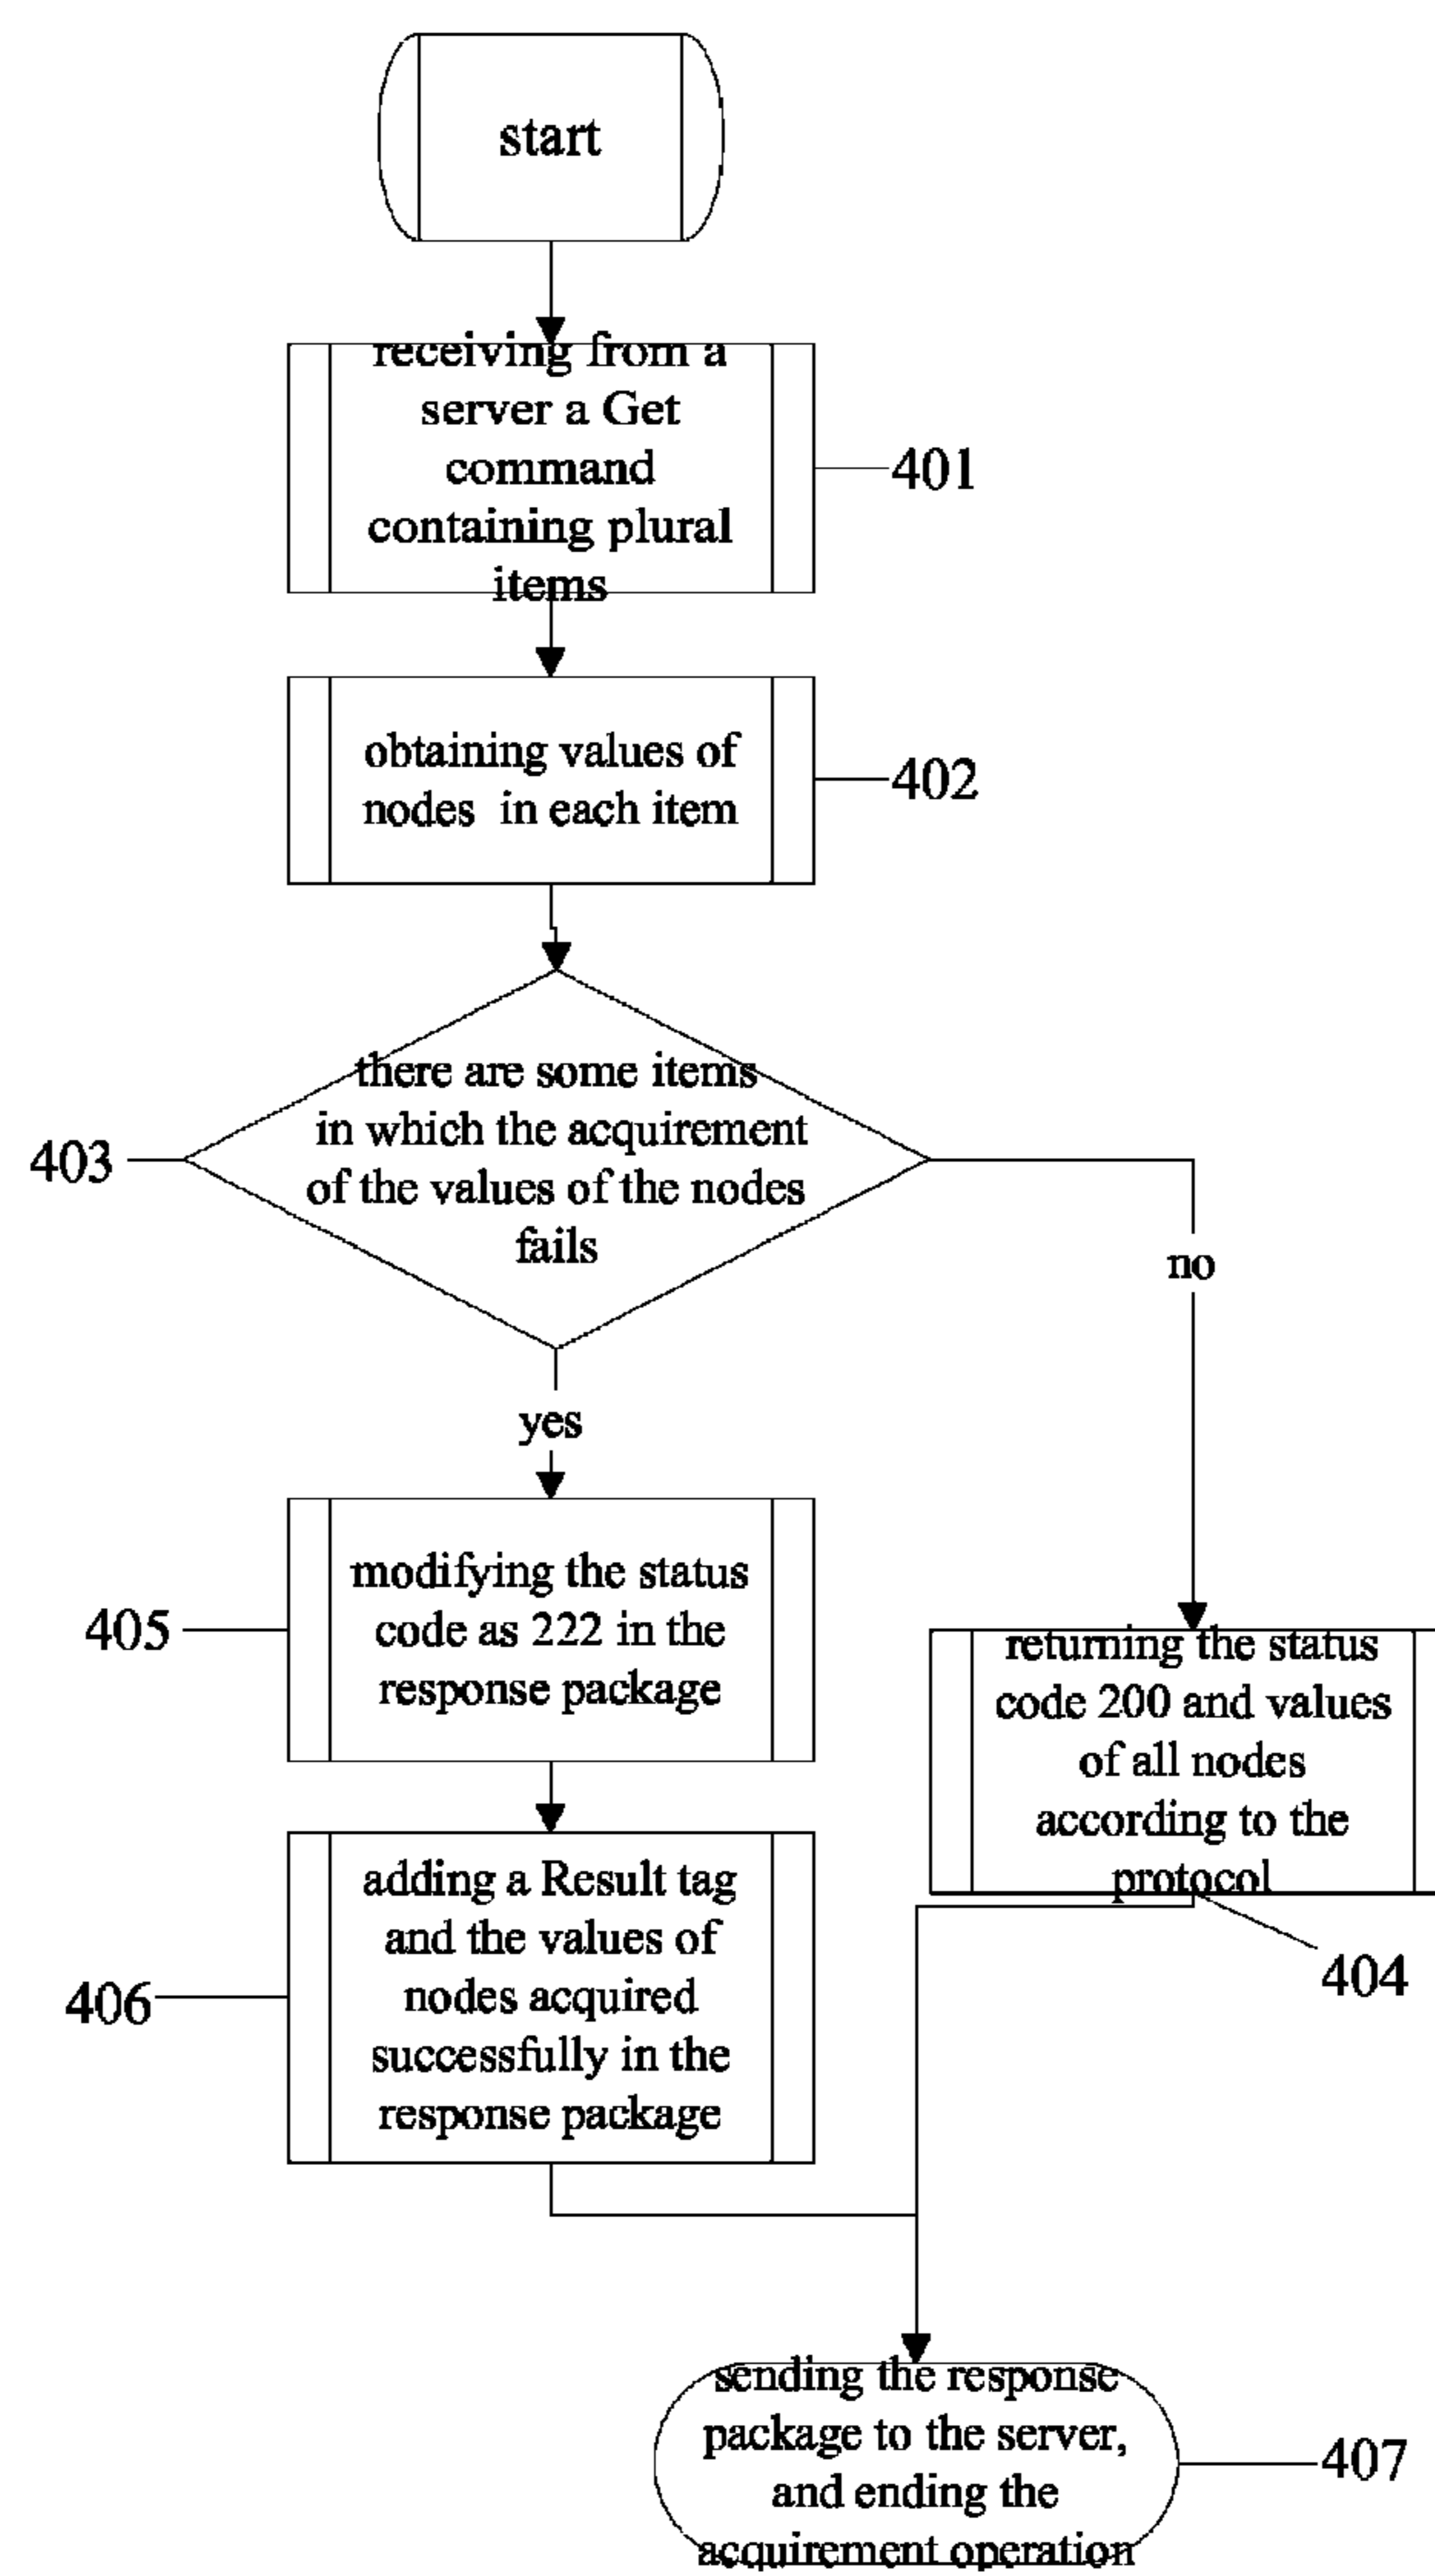 start
receiving from a
server a Get
command
containing plural
items
401
obtaining values of
nodes in each item
402
there are some items
in which the acquirement
of the values of the nodes
fails
403
no
yes
modifying the status
code as 222 in the
response package
405
returning the status
code 200 and values
of all nodes
according to the
protocol
404
adding a Result tag
and the values of
nodes acquired
successfully in the
response package
406
sending the response
package to the server,
and ending the
acquirement operation
407